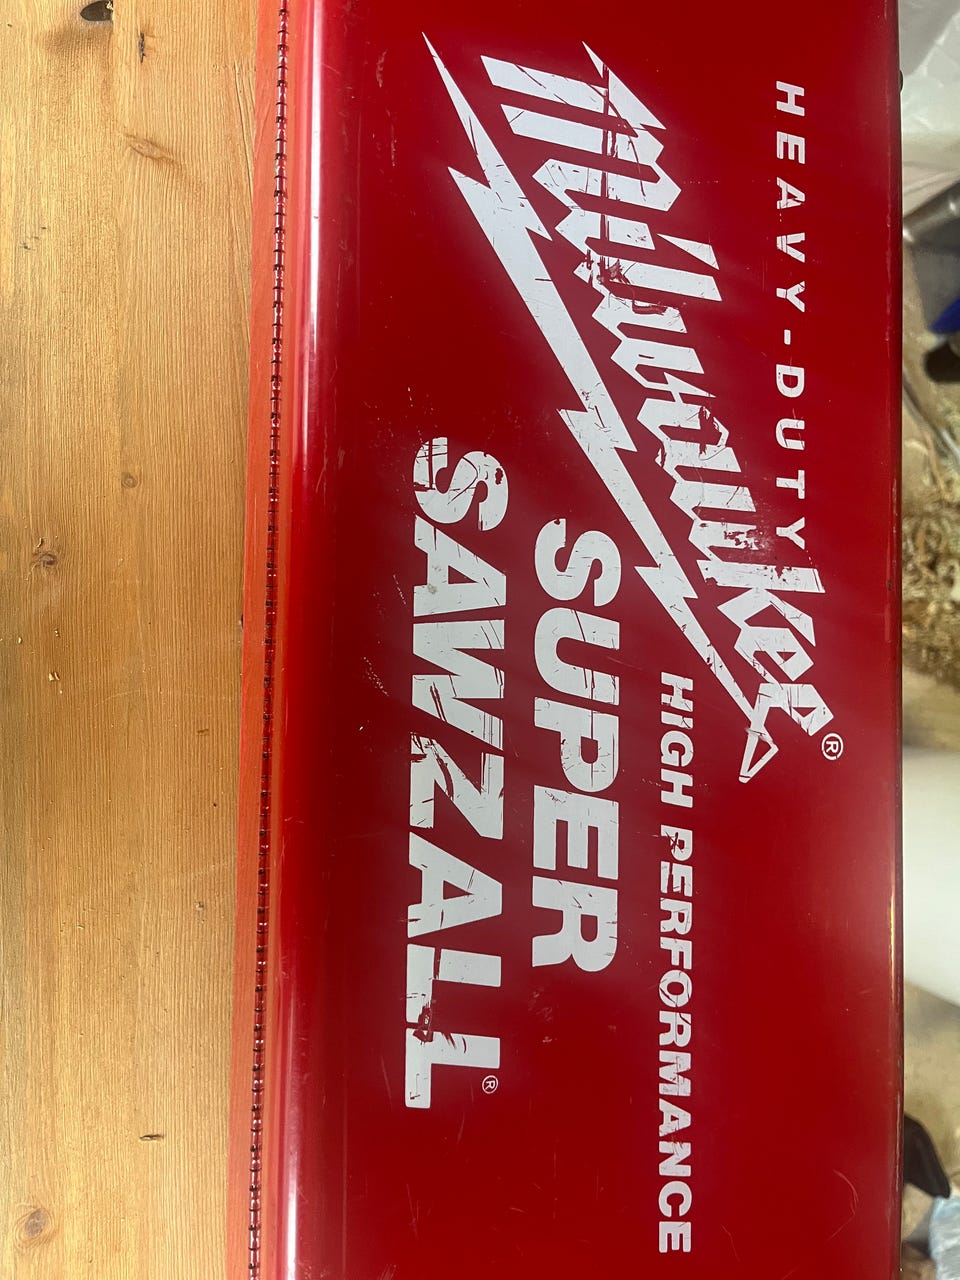 HEAVY-DUTY
Milwaukee®
HIGH PERFORMANCE
SUPER
SAWZALL®